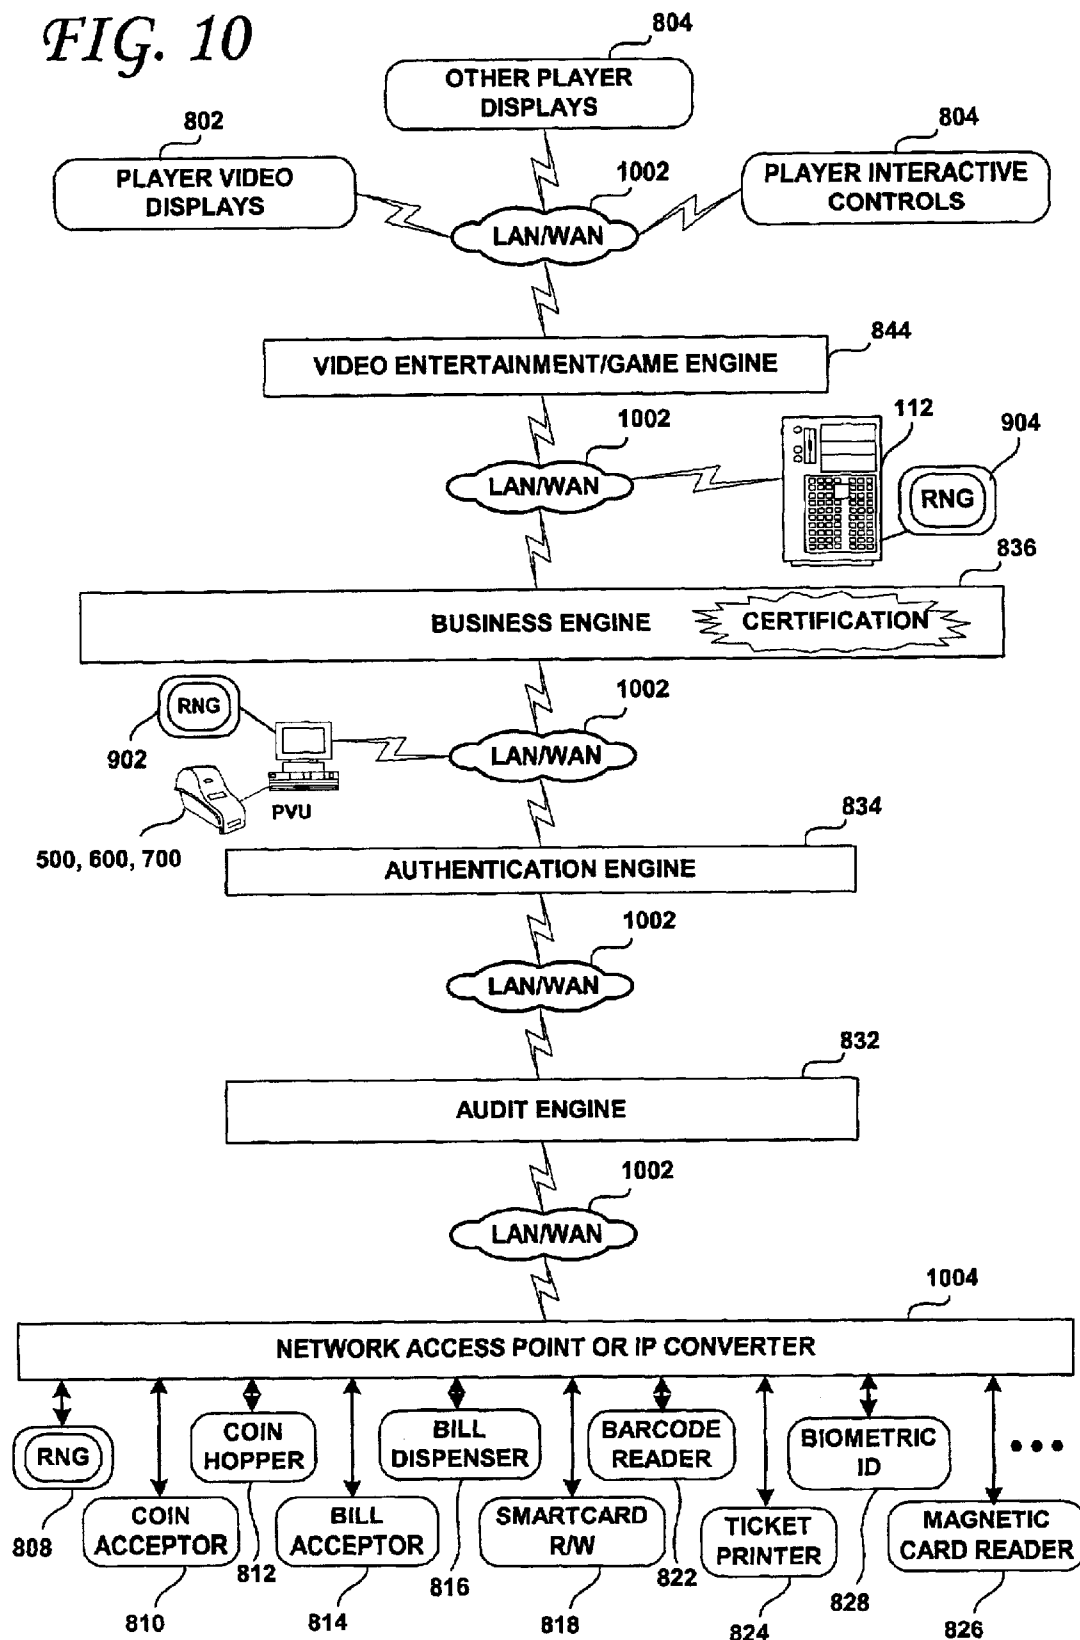 FIG. 10
804
OTHER PLAYER
DISPLAYS
802
PLAYER VIDEO
DISPLAYS
1002
LAN/WAN
804
PLAYER INTERACTIVE
CONTROLS
844
VIDEO ENTERTAINMENT/GAME ENGINE
1002
LAN/WAN
112
904
RNG
836
BUSINESS ENGINE
CERTIFICATION
RNG
902
PVU
500, 600, 700
1002
LAN/WAN
834
AUTHENTICATION ENGINE
1002
LAN/WAN
832
AUDIT ENGINE
1002
LAN/WAN
1004
NETWORK ACCESS POINT OR IP CONVERTER
RNG
808
COIN
ACCEPTOR
810
COIN
HOPPER
812
BILL
ACCEPTOR
814
BILL
DISPENSER
816
SMARTCARD
R/W
818
BARCODE
READER
822
TICKET
PRINTER
824
BIOMETRIC
ID
828
MAGNETIC
CARD READER
826